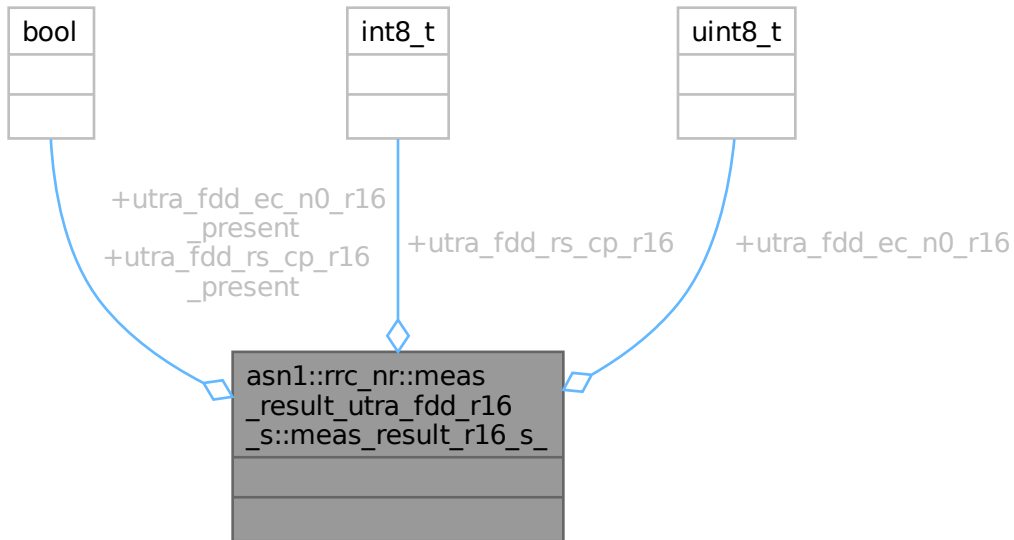 bool
int8_t
uint8_t
+utra_fdd_ec_n0_r16
_present
+utra_fdd_rs_cp_r16
_present
+utra_fdd_rs_cp_r16
+utra_fdd_ec_n0_r16
asn1::rrc_nr::meas
_result_utra_fdd_r16
_s::meas_result_r16_s_